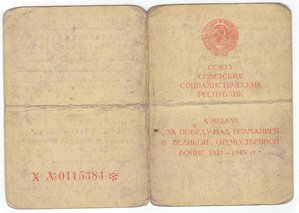 X №0115384
СОЮЗ
СОВЕТСКИХ
СОЦИАЛИСТИЧЕСКИХ
РЕСПУБЛИК
К МЕДАЛИ
„ЗА ПОБЕДУ НАД ГЕРМАНИЕЙ
В ВЕЛИКОЙ ОТЕЧЕСТВЕННОЙ
ВОЙНЕ 1941—1945 гг."